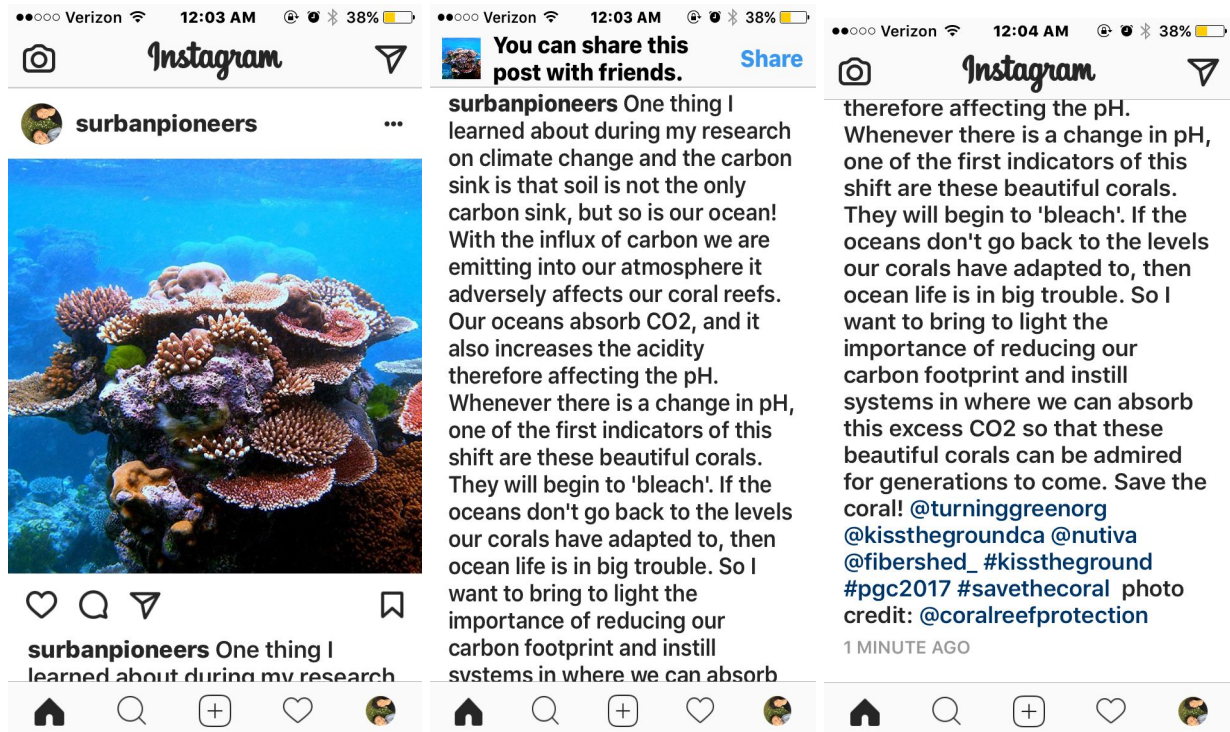 ●●○○○ Verizon 12:03 AM 38%
Instagram
surbanpioneers
surbanpioneers One thing I
learned about during my research
●●○○○ Verizon 12:03 AM 38%
You can share this
post with friends.
Share
surbanpioneers One thing I
learned about during my research
on climate change and the carbon
sink is that soil is not the only
carbon sink, but so is our ocean!
With the influx of carbon we are
emitting into our atmosphere it
adversely affects our coral reefs.
Our oceans absorb CO2, and it
also increases the acidity
therefore affecting the pH.
Whenever there is a change in pH,
one of the first indicators of this
shift are these beautiful corals.
They will begin to 'bleach'. If the
oceans don't go back to the levels
our corals have adapted to, then
ocean life is in big trouble. So I
want to bring to light the
importance of reducing our
carbon footprint and instill
systems in where we can absorb
●●○○○ Verizon 12:04 AM 38%
Instagram
therefore affecting the pH.
Whenever there is a change in pH,
one of the first indicators of this
shift are these beautiful corals.
They will begin to 'bleach'. If the
oceans don't go back to the levels
our corals have adapted to, then
ocean life is in big trouble. So I
want to bring to light the
importance of reducing our
carbon footprint and instill
systems in where we can absorb
this excess CO2 so that these
beautiful corals can be admired
for generations to come. Save the
coral! @turninggreenorg
@kissthegroundca @nutiva
@fibershed_ #kisstheground
#pgc2017 #savethecoral photo
credit: @coralreefprotection
1 MINUTE AGO